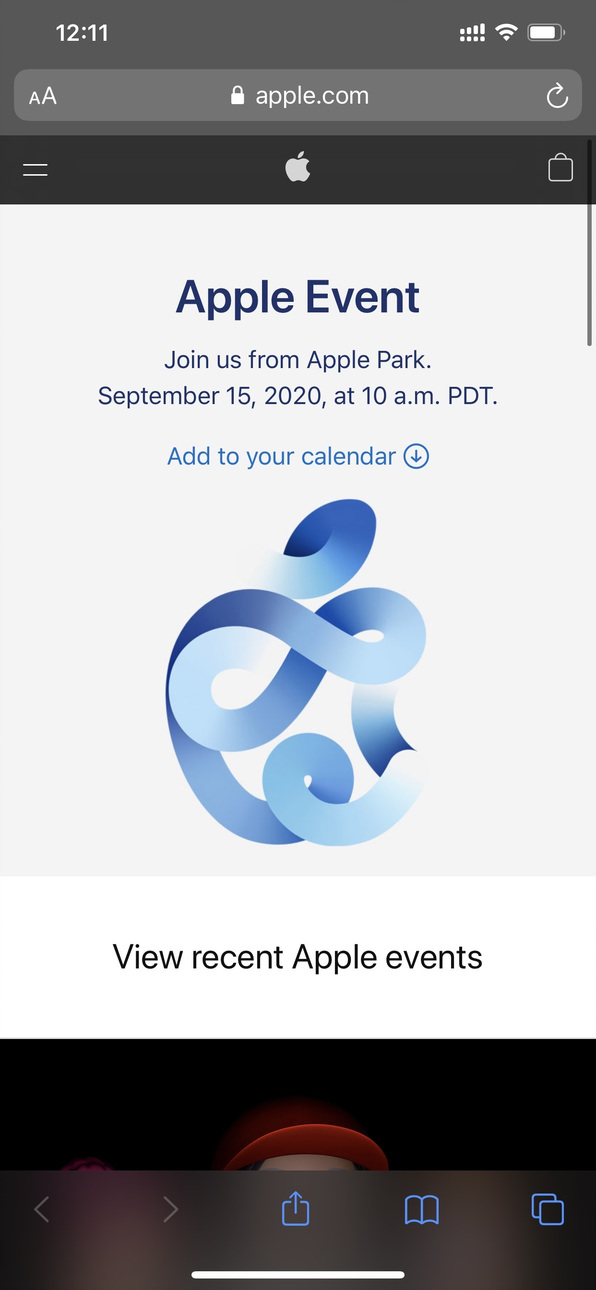 12:11
AA apple.com
Apple Event
Join us from Apple Park.
September 15, 2020, at 10 a.m. PDT.
Add to your calendar
View recent Apple events